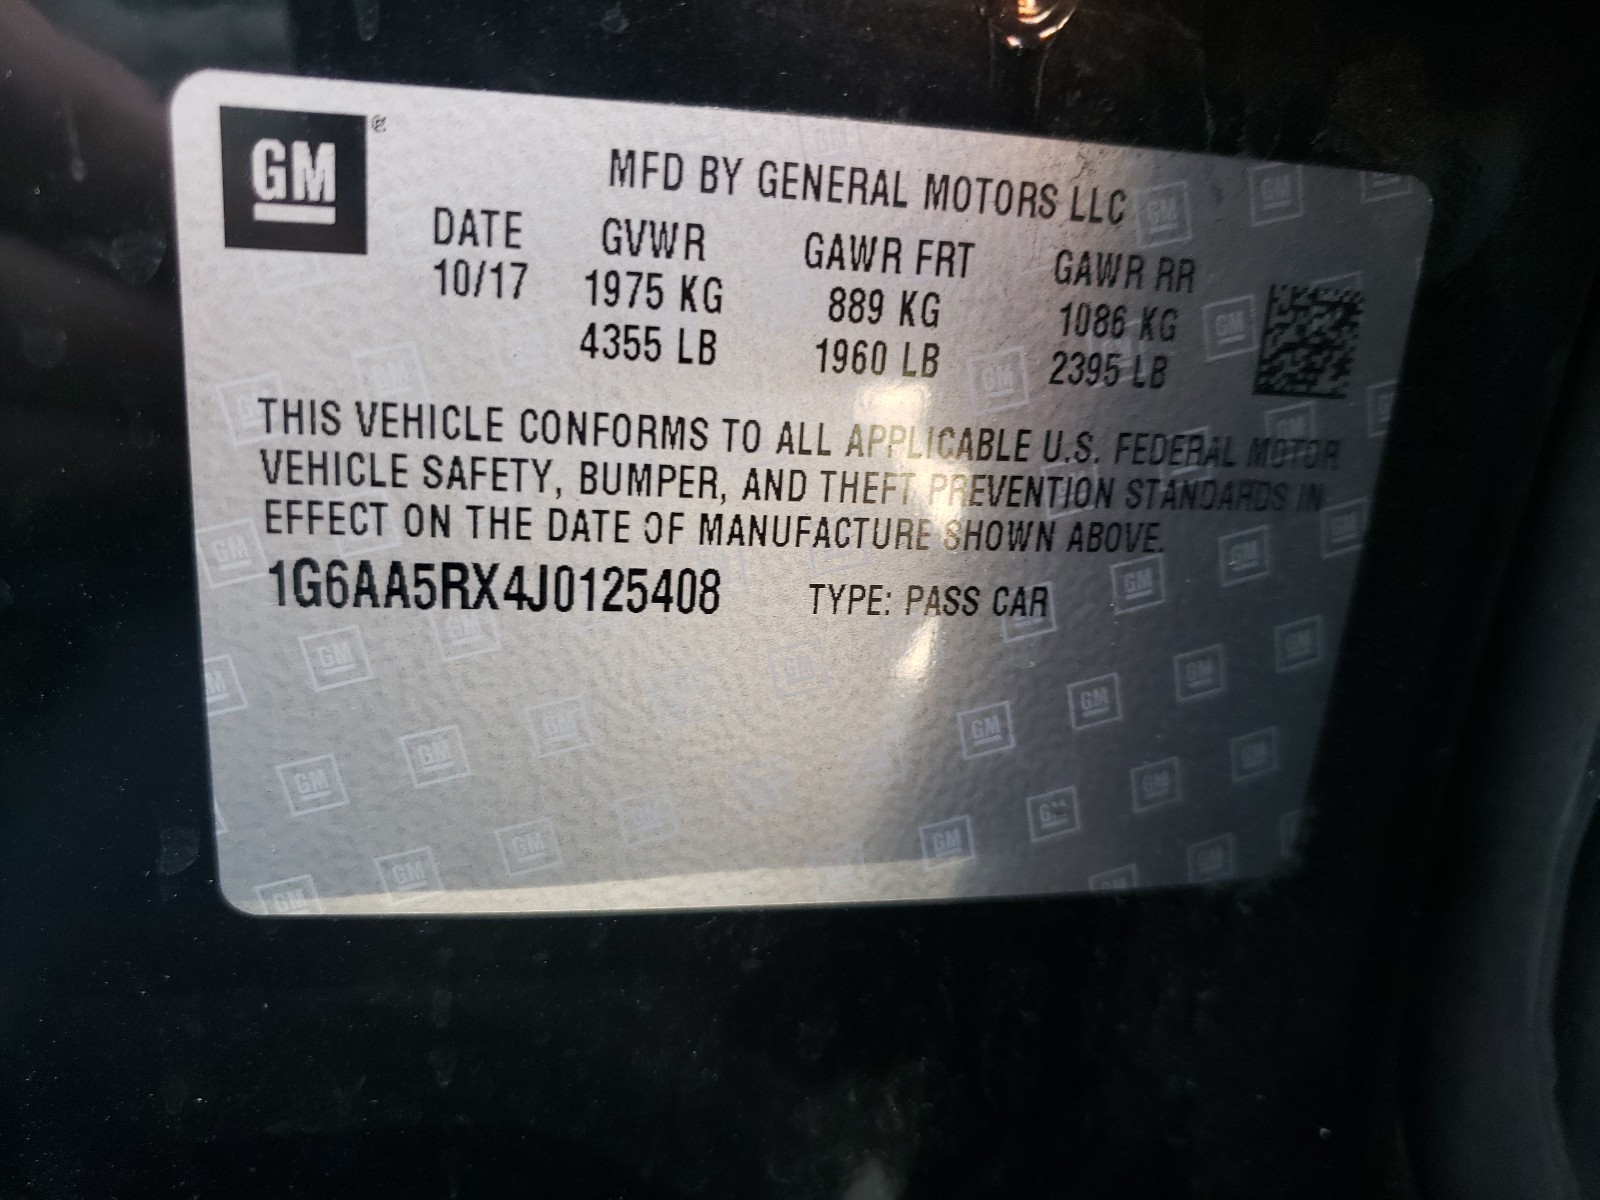 GM
MFD BY GENERAL MOTORS LLC
DATE GVWR GAWR FRT GAWR RR
10/17 1975 KG 889 KG 1086 KG
4355 LB 1960 LB 2395 LB
THIS VEHICLE CONFORMS TO ALL APPLICABLE U.S. FEDERAL MOTOR
VEHICLE SAFETY, BUMPER, AND THEFT PREVENTION STANDARDS IN
EFFECT ON THE DATE OF MANUFACTURE SHOWN ABOVE.
1G6AA5RX4J0125408 TYPE: PASS CAR